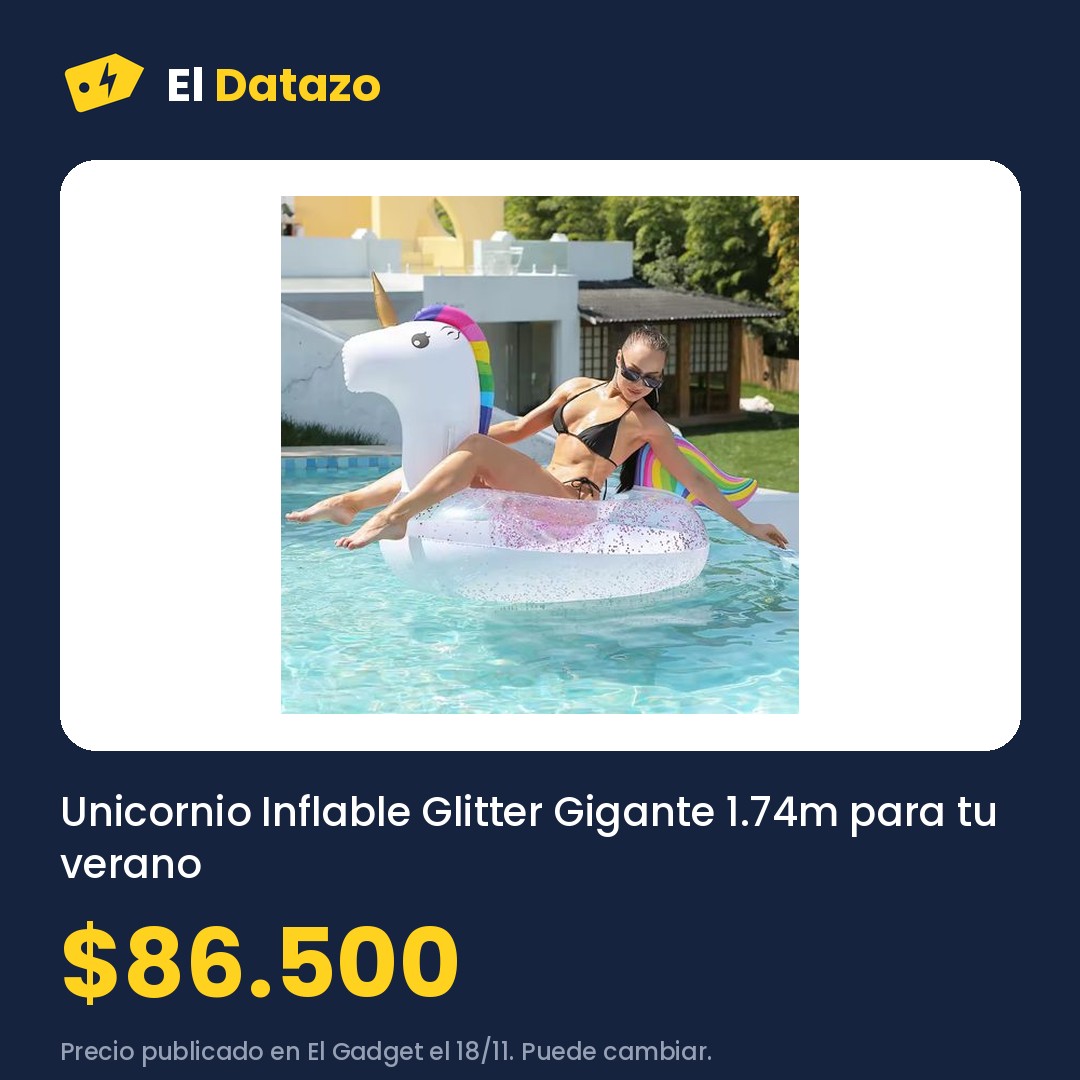 El Datazo
Unicornio Inflable Glitter Gigante 1.74m para tu
verano
$86.500
Precio publicado en El Gadget el 18/11. Puede cambiar.